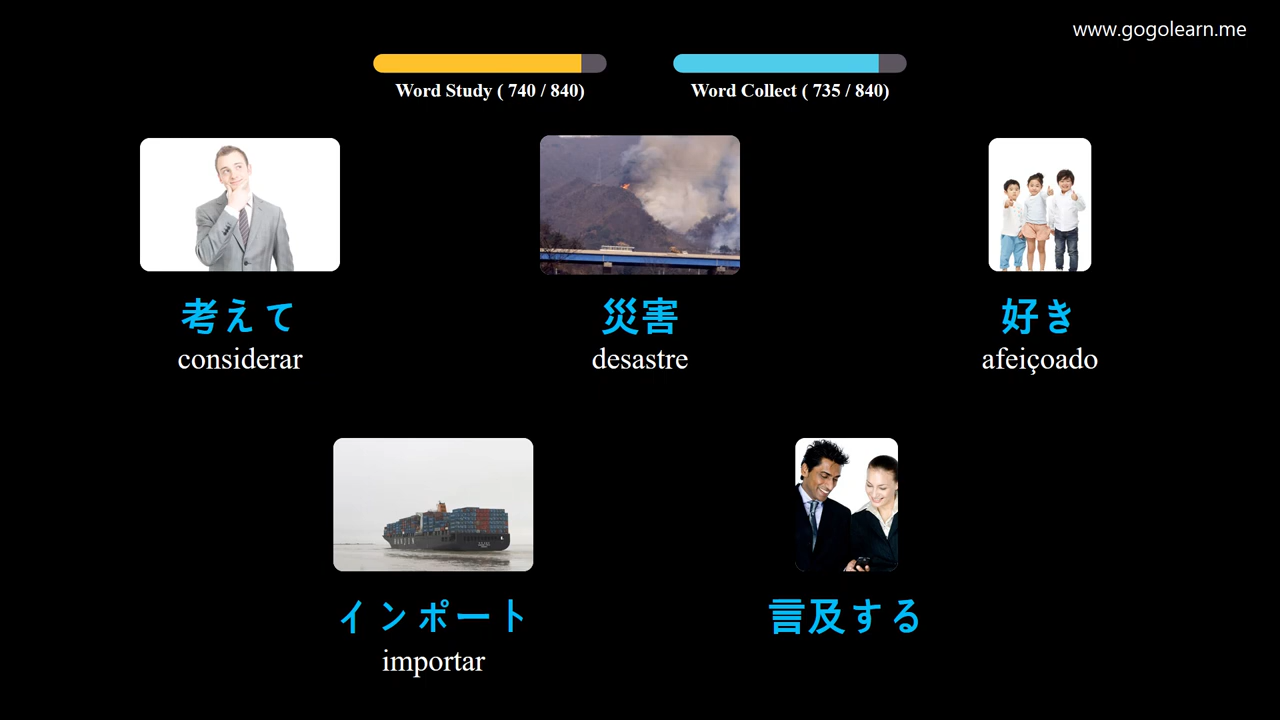 www.gogolearn.me
Word Study ( 740 / 840)
Word Collect ( 735 / 840)
考えて
considerar
災害
desastre
好き
afeiçoado
インポート
importar
言及する